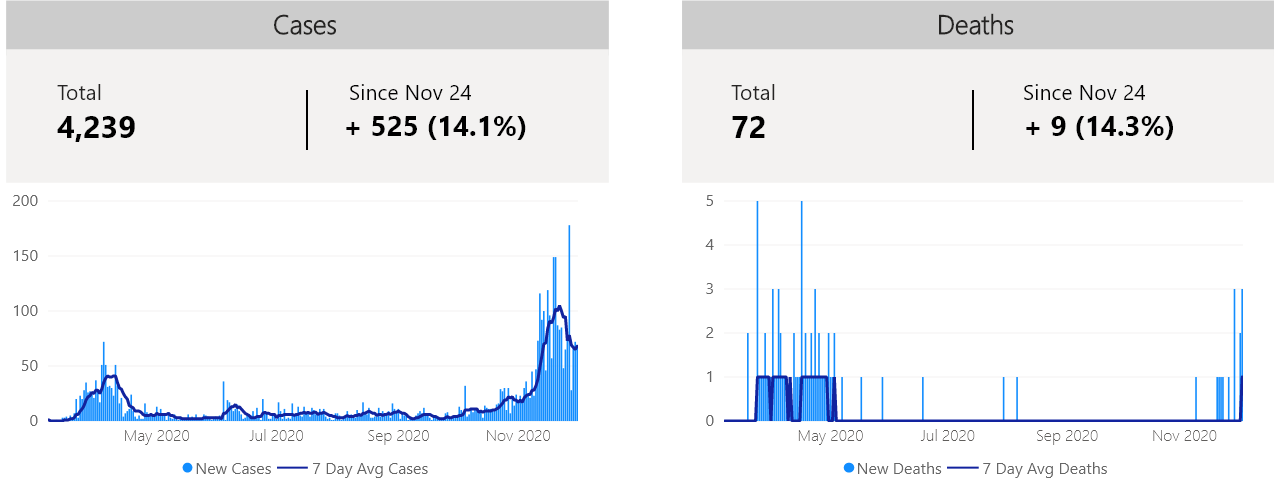 Cases
Total
4,239
Since Nov 24
+ 525 (14.1%)
200
150
100
50
0
May 2020
Jul 2020
Sep 2020
Nov 2020
New Cases
7 Day Avg Cases
Deaths
Total
72
Since Nov 24
+ 9 (14.3%)
5
4
3
2
1
0
May 2020
Jul 2020
Sep 2020
Nov 2020
New Deaths
7 Day Avg Deaths